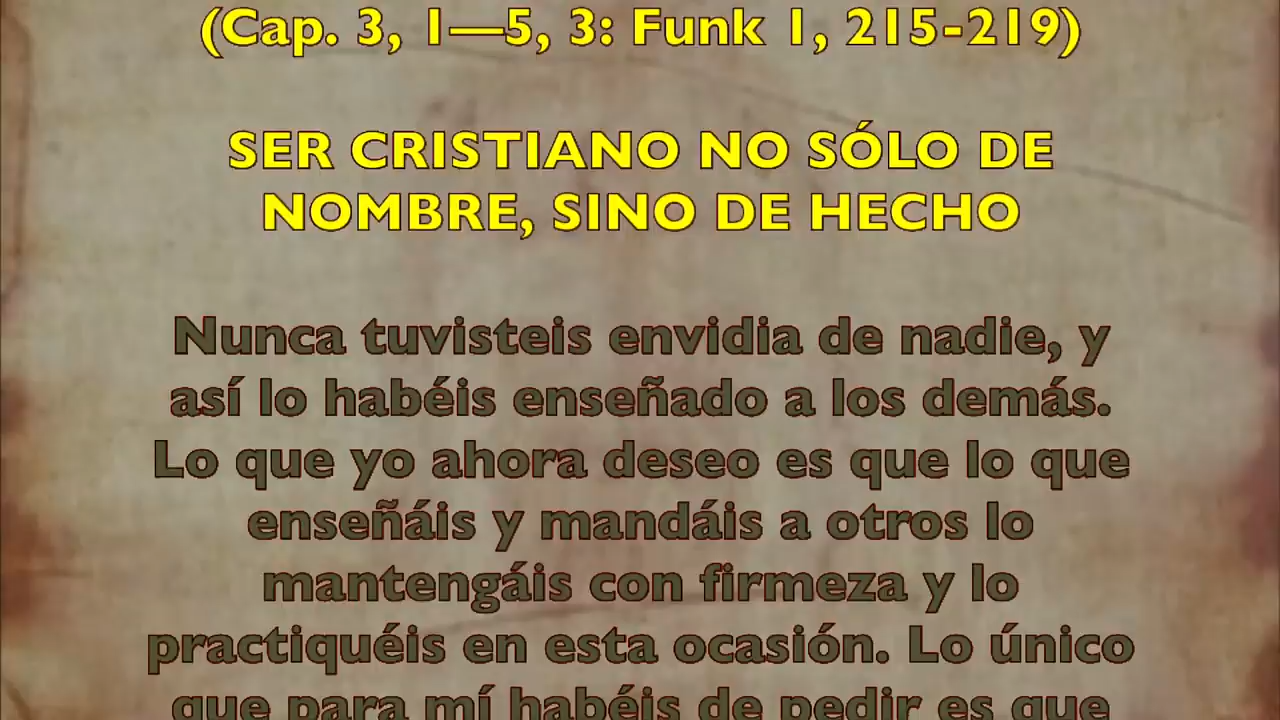 (Cap. 3, 1—5, 3: Funk 1, 215-219)
SER CRISTIANO NO SÓLO DE
NOMBRE, SINO DE HECHO
Nunca tuvisteis envidia de nadie, y
así lo habéis enseñado a los demás.
Lo que yo ahora deseo es que lo que
enseñáis y mandáis a otros lo
mantengáis con firmeza y lo
practiquéis en esta ocasión. Lo único
que para mí habéis de pedir es que